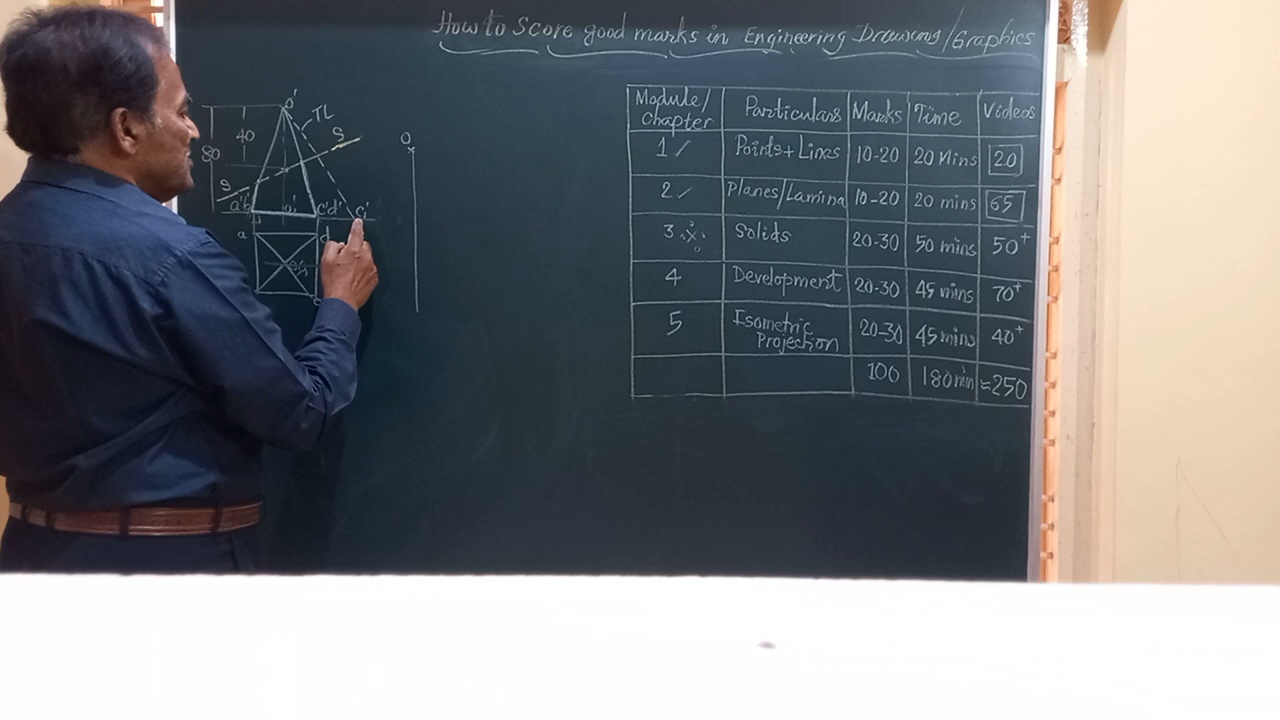 How to Score good marks in Engineering Drawing/Graphics
Module/Chapter Particulars Marks Time Videos
1 ✓ Points+Lines 10-20 20 Mins 20
2 ✓ Planes/Lamina 10-20 20 mins 65
3 Solids 20-30 50 mins 50+
4 Development 20-30 45 mins 70+
5 Isometric Projection 20-30 45 mins 40+
100 180 min ≈250
o'
TL
40
80
S
S
O
a'b'
o'
c'd'
c₁'
a
d